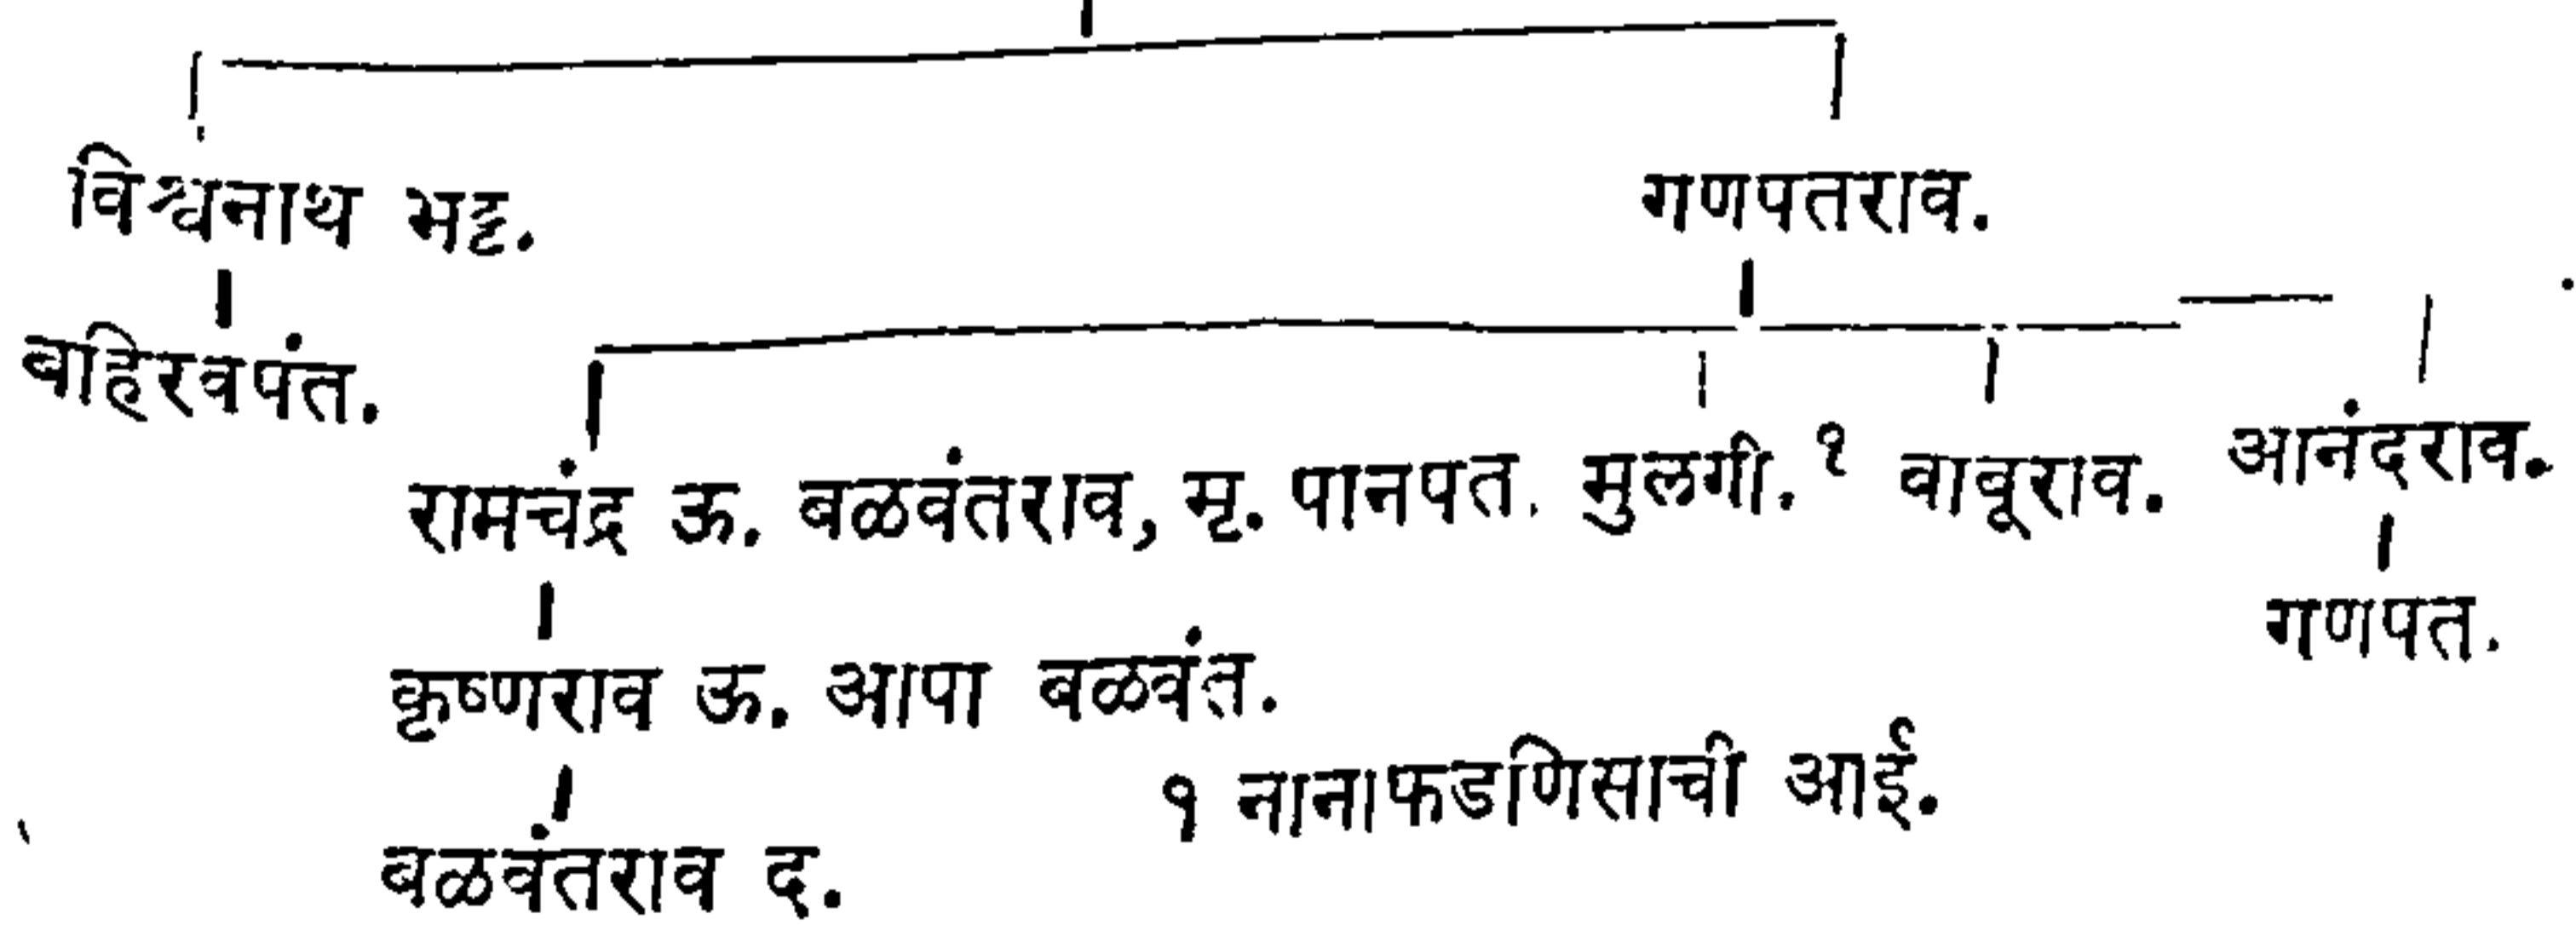 विश्वनाथ भट्ट. गणपतराव.
बहिरवपंत.
रामचंद्र ऊ. बळवंतराव, मृ. पानपत. मुलगी.१ बाबूराव. आनंदराव.
गणपत.
कृष्णराव ऊ. आपा बळवंत.
१ नानाफडणिसाची आई.
बळवंतराव द.